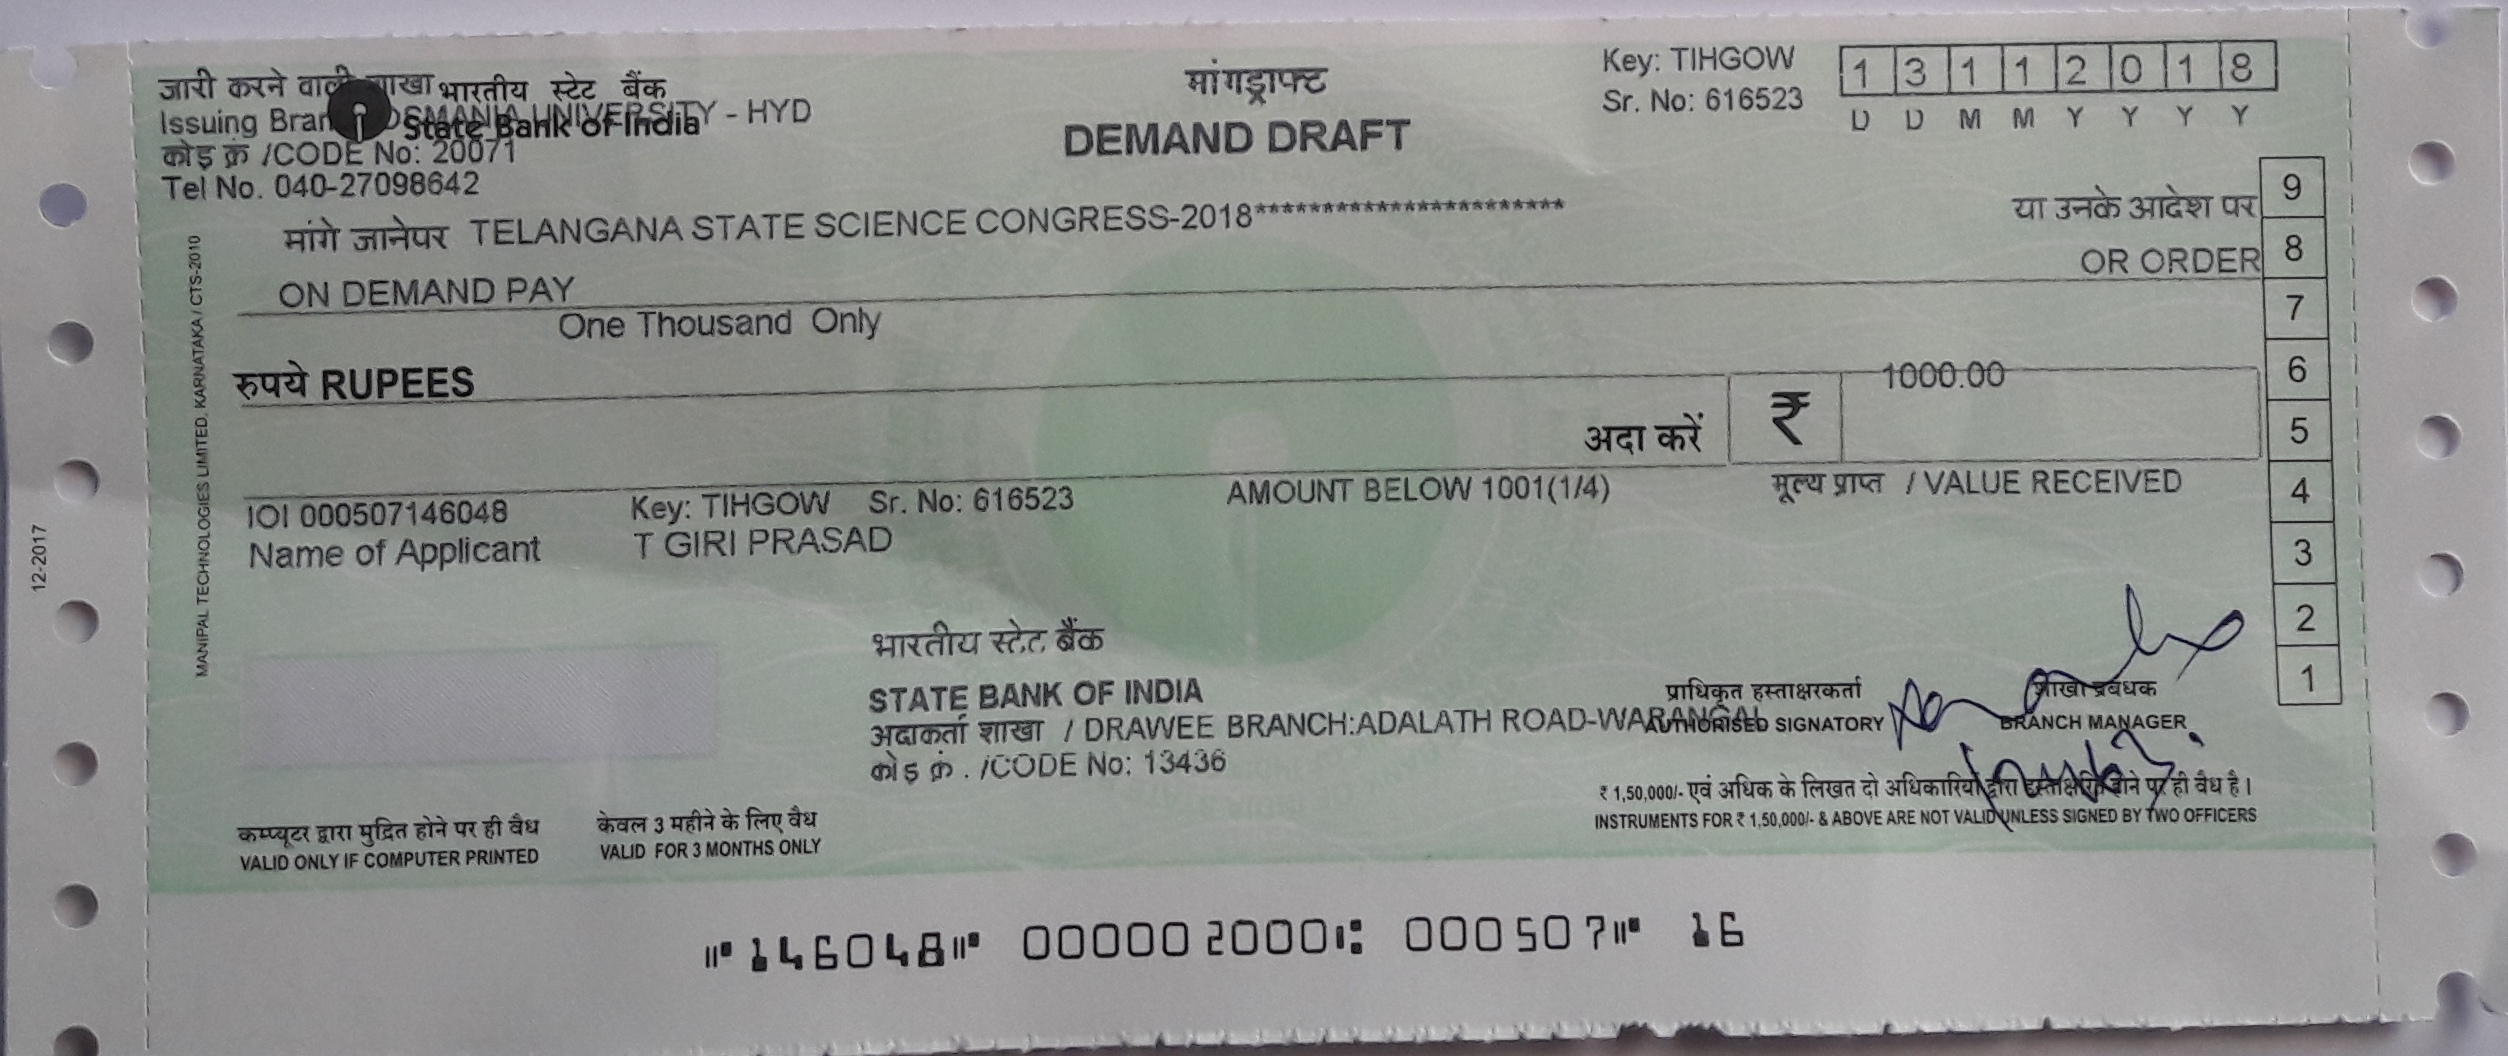 12-2017
जारी करने वाली शाखा भारतीय स्टेट बैंक
Issuing Branch OSMANIA UNIVERSITY - HYD
State Bank of India
कोड क्रं /CODE No: 20071
Tel No. 040-27098642
मांगड्राफ्ट
DEMAND DRAFT
Key: TIHGOW
Sr. No: 616523
1 3 1 1 2 0 1 8
D D M M Y Y Y Y
मांगे जानेपर TELANGANA STATE SCIENCE CONGRESS-2018******************************
या उनके आदेश पर
ON DEMAND PAY
OR ORDER
One Thousand Only
रुपये RUPEES
अदा करें ₹ 1000.00
IOI 000507146048 Key: TIHGOW Sr. No: 616523 AMOUNT BELOW 1001(1/4)
Name of Applicant T GIRI PRASAD
मूल्य प्राप्त / VALUE RECEIVED
भारतीय स्टेट बैंक
STATE BANK OF INDIA
अदाकर्ता शाखा / DRAWEE BRANCH:ADALATH ROAD-WARANGAL
कोड क्र . /CODE No: 13436
प्राधिकृत हस्ताक्षरकर्ता
AUTHORISED SIGNATORY
शाखा प्रबंधक
BRANCH MANAGER
कम्प्यूटर द्वारा मुद्रित होने पर ही वैध
VALID ONLY IF COMPUTER PRINTED
केवल 3 महीने के लिए वैध
VALID FOR 3 MONTHS ONLY
₹ 1,50,000/- एवं अधिक के लिखत दो अधिकारियों द्वारा हस्ताक्षरित होने पर ही वैध है।
INSTRUMENTS FOR ₹ 1,50,000/- & ABOVE ARE NOT VALID UNLESS SIGNED BY TWO OFFICERS
MANIPAL TECHNOLOGIES LIMITED, KARNATAKA / CTS-2010
9
8
7
6
5
4
3
2
1
⑈146048⑈ 000002000⑆ 000507⑈ 16